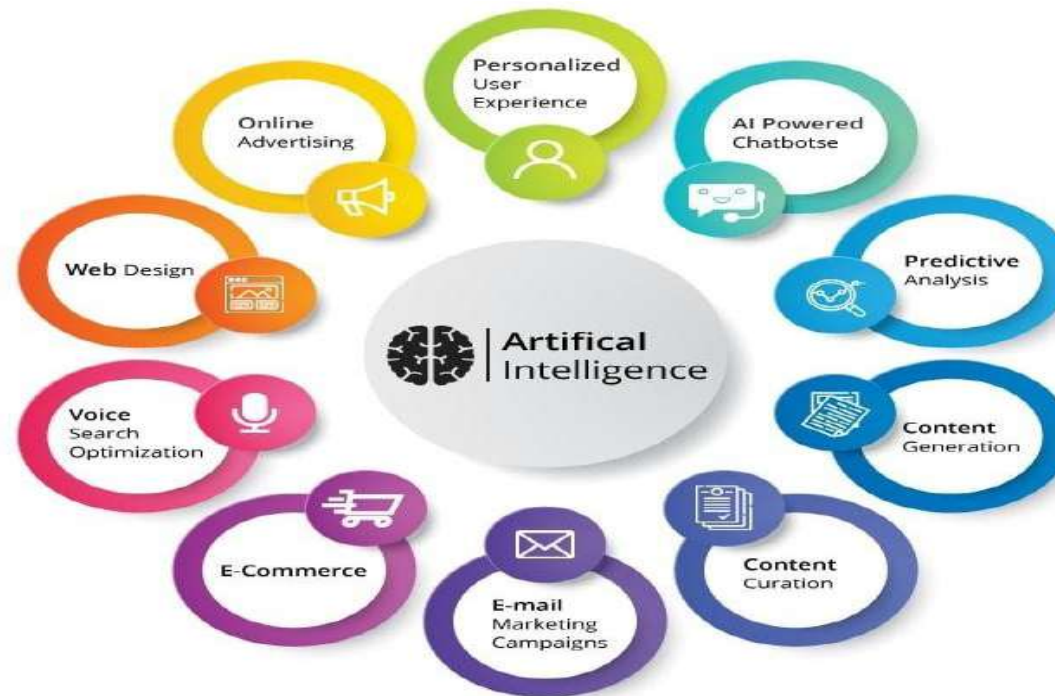 Personalized
User
Experience
AI Powered
Chatbotse
Predictive
Analysis
Content
Generation
Content
Curation
E-mail
Marketing
Campaigns
E-Commerce
Voice
Search
Optimization
Web Design
Online
Advertising
Artifical
Intelligence